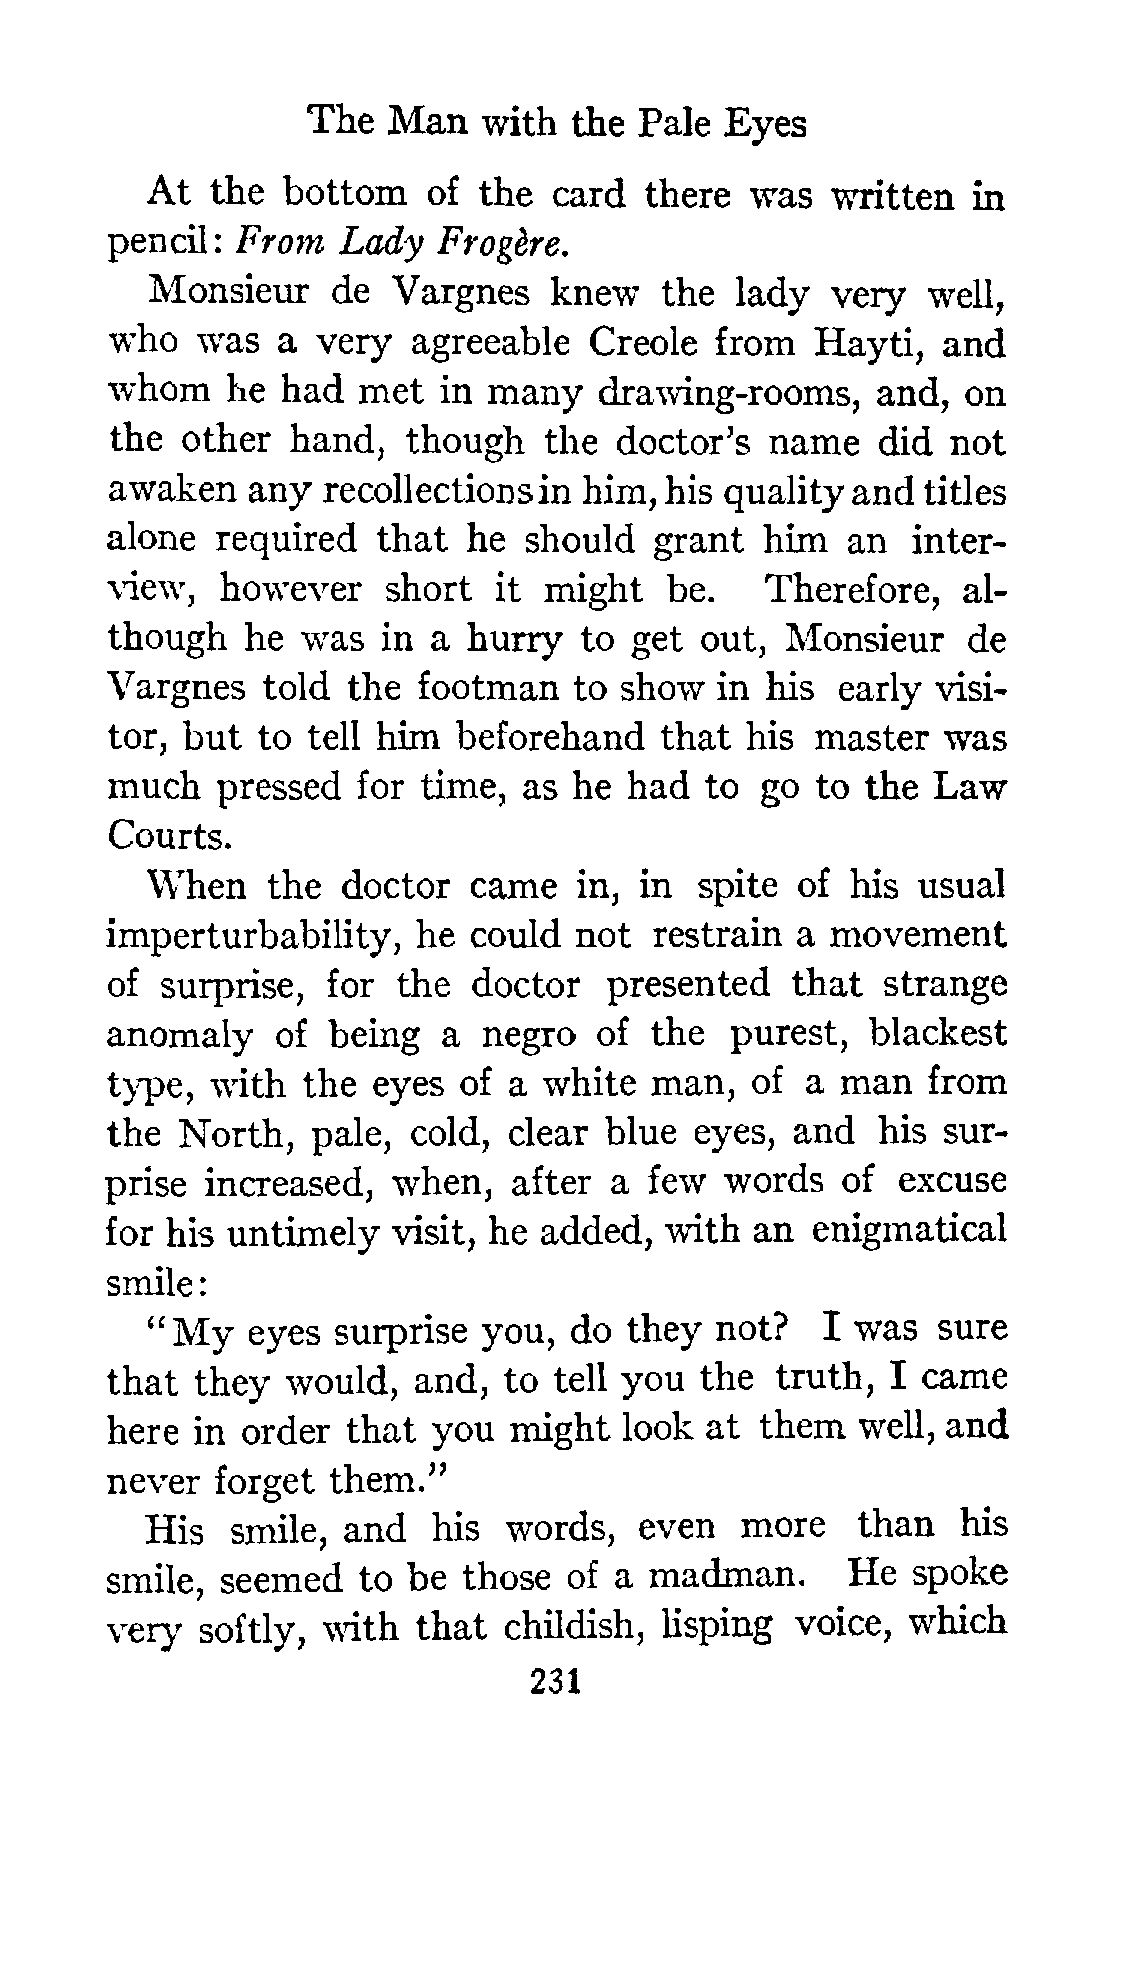 The Man with the Pale Eyes
At the bottom of the card there was written in
pencil: From Lady Frogère.
Monsieur de Vargnes knew the lady very well,
who was a very agreeable Creole from Hayti, and
whom he had met in many drawing-rooms, and, on
the other hand, though the doctor's name did not
awaken any recollections in him, his quality and titles
alone required that he should grant him an inter-
view, however short it might be. Therefore, al-
though he was in a hurry to get out, Monsieur de
Vargnes told the footman to show in his early visi-
tor, but to tell him beforehand that his master was
much pressed for time, as he had to go to the Law
Courts.
When the doctor came in, in spite of his usual
imperturbability, he could not restrain a movement
of surprise, for the doctor presented that strange
anomaly of being a negro of the purest, blackest
type, with the eyes of a white man, of a man from
the North, pale, cold, clear blue eyes, and his sur-
prise increased, when, after a few words of excuse
for his untimely visit, he added, with an enigmatical
smile:
"My eyes surprise you, do they not? I was sure
that they would, and, to tell you the truth, I came
here in order that you might look at them well, and
never forget them."
His smile, and his words, even more than his
smile, seemed to be those of a madman. He spoke
very softly, with that childish, lisping voice, which
231